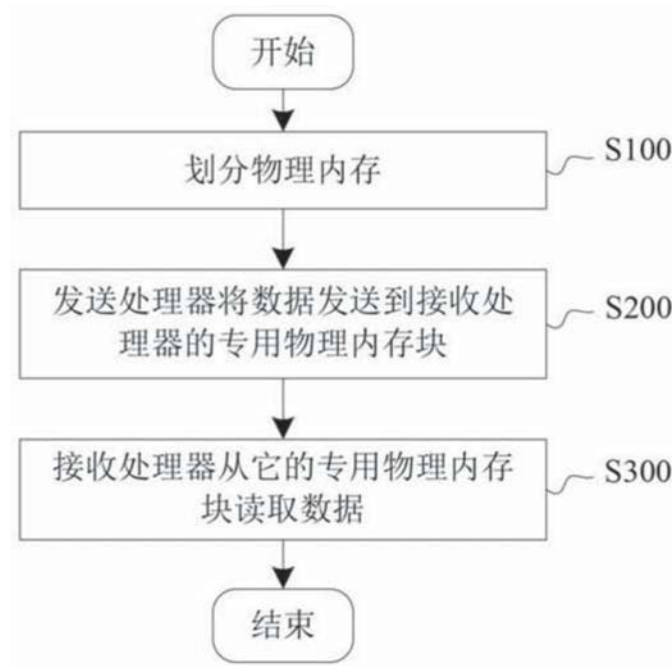 开始
划分物理内存
S100
发送处理器将数据发送到接收处
理器的专用物理内存块
S200
接收处理器从它的专用物理内存
块读取数据
S300
结束